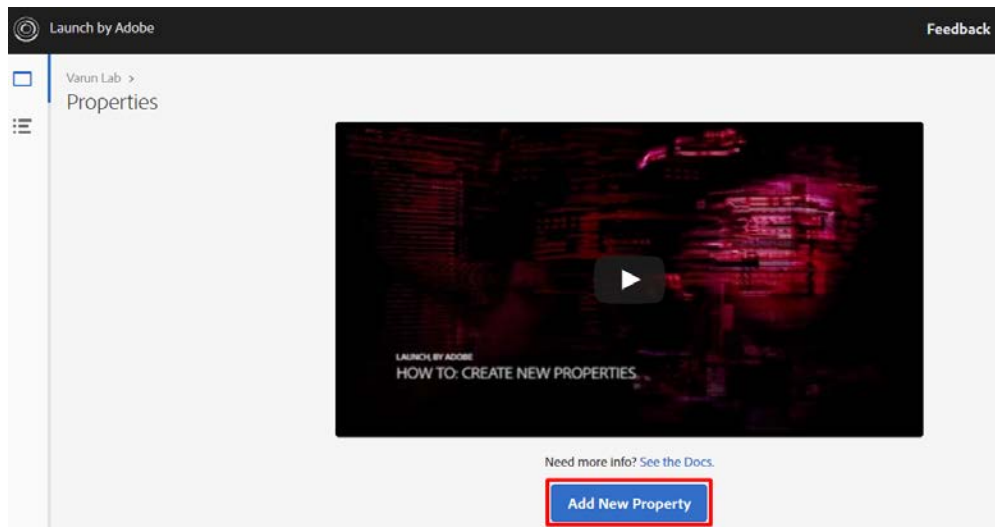 Launch by Adobe
Feedback
Varun Lab >
Properties
LAUNCH, BY ADOBE
HOW TO: CREATE NEW PROPERTIES
Need more info? See the Docs.
Add New Property